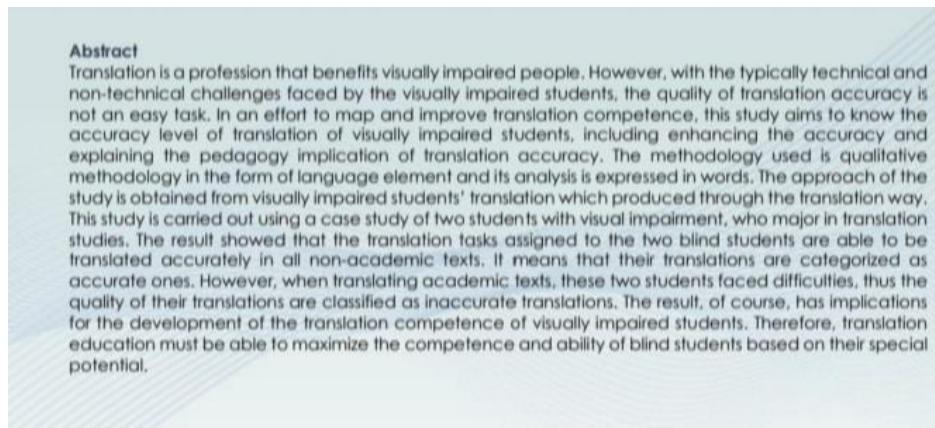 Abstract
Translation is a profession that benefits visually impaired people. However, with the typically technical and
non-technical challenges faced by the visually impaired students, the quality of translation accuracy is
not an easy task. In an effort to map and improve translation competence, this study aims to know the
accuracy level of translation of visually impaired students, including enhancing the accuracy and
explaining the pedagogy implication of translation accuracy. The methodology used is qualitative
methodology in the form of language element and its analysis is expressed in words. The approach of the
study is obtained from visually impaired students' translation which produced through the translation way.
This study is carried out using a case study of two students with visual impairment, who major in translation
studies. The result showed that the translation tasks assigned to the two blind students are able to be
translated accurately in all non-academic texts. It means that their translations are categorized as
accurate ones. However, when translating academic texts, these two students faced difficulties, thus the
quality of their translations are classified as inaccurate translations. The result, of course, has implications
for the development of the translation competence of visually impaired students. Therefore, translation
education must be able to maximize the competence and ability of blind students based on their special
potential.